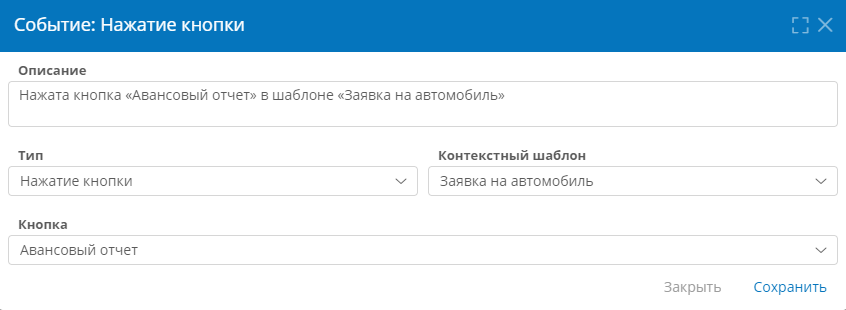 Событие: Нажатие кнопки
Описание
Нажата кнопка «Авансовый отчет» в шаблоне «Заявка на автомобиль»
Тип
Контекстный шаблон
Нажатие кнопки
Заявка на автомобиль
Кнопка
Авансовый отчет
Закрыть
Сохранить